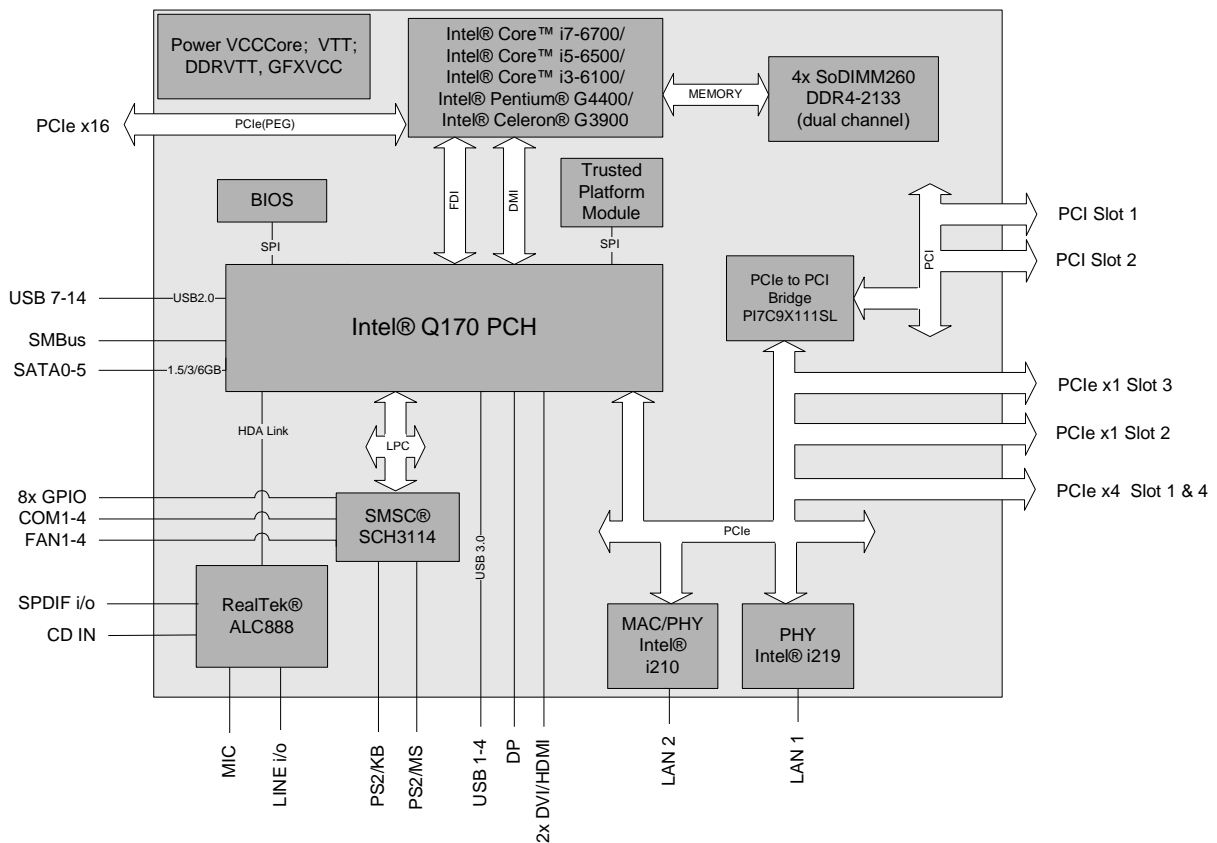 Power VCCCore; VTT;
DDRVTT, GFXVCC
Intel® Core™ i7-6700/
Intel® Core™ i5-6500/
Intel® Core™ i3-6100/
Intel® Pentium® G4400/
Intel® Celeron® G3900
MEMORY
4x SoDIMM260
DDR4-2133
(dual channel)
PCIe x16
PCIe(PEG)
BIOS
SPI
FDI
DMI
Trusted
Platform
Module
SPI
PCI
PCI Slot 1
PCI Slot 2
PCIe to PCI
Bridge
PI7C9X111SL
USB 7-14
USB2.0
SMBus
SATA0-5
1.5/3/6GB
Intel® Q170 PCH
PCIe x1 Slot 3
PCIe x1 Slot 2
PCIe x4 Slot 1 & 4
HDA Link
LPC
8x GPIO
COM1-4
FAN1-4
SMSC®
SCH3114
USB 3.0
PCIe
SPDIF i/o
CD IN
RealTek®
ALC888
MAC/PHY
Intel®
i210
PHY
Intel® i219
MIC
LINE i/o
PS2/KB
PS2/MS
USB 1-4
DP
2x DVI/HDMI
LAN 2
LAN 1